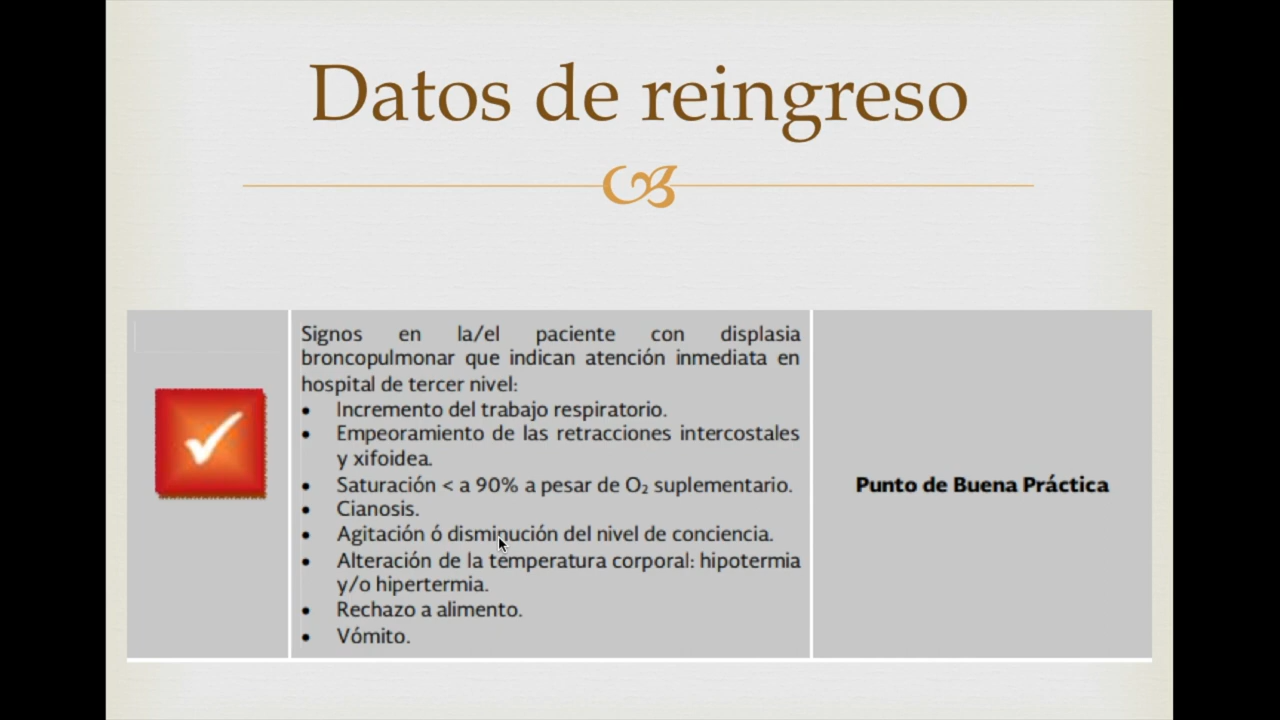 Datos de reingreso
Signos en la/el paciente con displasia
broncopulmonar que indican atención inmediata en
hospital de tercer nivel:
• Incremento del trabajo respiratorio.
• Empeoramiento de las retracciones intercostales
y xifoidea.
• Saturación < a 90% a pesar de O₂ suplementario.
• Cianosis.
• Agitación ó disminución del nivel de conciencia.
• Alteración de la temperatura corporal: hipotermia
y/o hipertermia.
• Rechazo a alimento.
• Vómito.
Punto de Buena Práctica